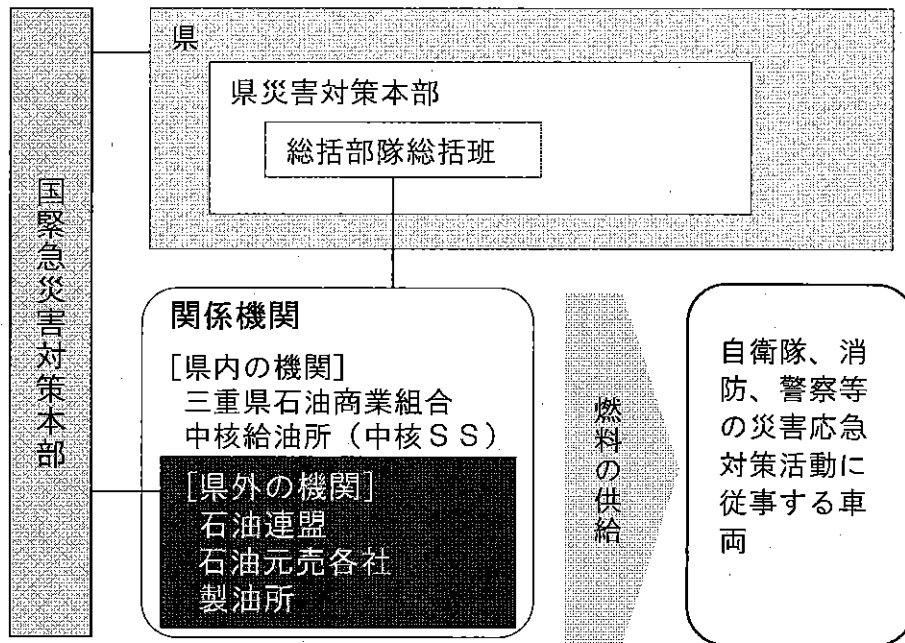 国緊急災害対策本部
県
県災害対策本部
総括部隊総括班
関係機関
[県内の機関]
三重県石油商業組合
中核給油所（中核ＳＳ）
[県外の機関]
石油連盟
石油元売各社
製油所
燃料の供給
自衛隊、消
防、警察等
の災害応急
対策活動に
従事する車
両